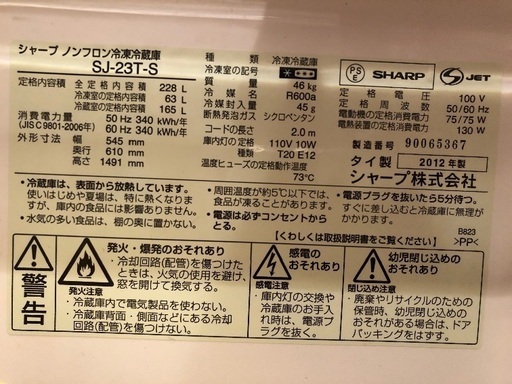 シャープ ノンフロン冷凍冷蔵庫
SJ-23T-S
定格内容積 全定格内容積 228 L
冷凍室の定格内容積 63 L
冷蔵室の定格内容積 165 L
消費電力量 50 Hz 340 kWh/年
(JIS C 9801-2006年) 60 Hz 340 kWh/年
外形寸法 幅 545 mm
奥行 610 mm
高さ 1491 mm
冷凍室の記号
質量 46 kg
冷媒 R600a
冷媒封入量 45 g
断熱発泡ガス シクロペンタン
コードの長さ 2.0 m
庫内灯の定格 110V 10W
T20 E12
温度ヒューズの定格動作温度
73℃
PS
E
SHARP
S JET
定格電圧 100 V
定格周波数 50/60 Hz
電動機の定格消費電力 75/75 W
電熱装置の定格消費電力 130 W
製造番号 90065367
タイ製 2012年製
シャープ株式会社
・冷蔵庫は、表面から放熱しています。
使いはじめや夏場は、特に熱くなります
が、庫内の食品には影響ありません。
・水気の多い食品は、棚の奥に置かない。
・周囲温度が約5℃以下では、食
品が凍ることがあります。
・電源は必ずコンセントか
らとる。
・電源プラグを抜いたら5分待つ。
すぐに差し込むと冷蔵庫に無理が
かかります。
【くわしくは取扱説明書をご覧ください】
B823
>PP<
警告
発火・爆発のおそれあり
・冷却回路(配管)を傷つけた
ときは、火気の使用を避け、
窓を開けて換気する。
発火注意
・冷蔵庫内で電気製品を使わない。
・冷蔵庫背面・側面などにある冷却
回路(配管)を傷つけない。
感電の
おそれあり
感電注意
・庫内灯の交換や
冷蔵庫のお手入
れ時は、電源プ
ラグを抜く。
幼児閉じ込めの
おそれあり
・廃棄やリサイクルのための
保管時、幼児閉じ込めの
おそれがある場合は、ドア
パッキングをはずす。